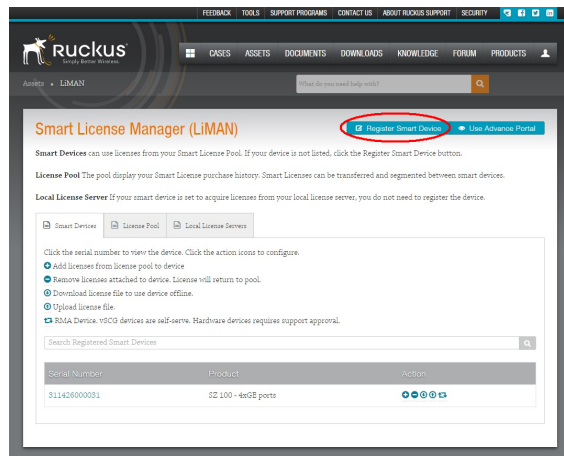 FEEDBACK TOOLS SUPPORT PROGRAMS CONTACT US ABOUT RUCKUS SUPPORT SECURITY
Ruckus
Simply Better Wireless.
CASES ASSETS DOCUMENTS DOWNLOADS KNOWLEDGE FORUM PRODUCTS
Assets • LiMAN
What do you need help with?
Smart License Manager (LiMAN)
Register Smart Device
Use Advance Portal
Smart Devices can use licenses from your Smart License Pool. If your device is not listed, click the Register Smart Device button.
License Pool The pool display your Smart License purchase history. Smart Licenses can be transferred and segmented between smart devices.
Local License Server If your smart device is set to acquire licenses from your local license server, you do not need to register the device.
Smart Devices License Pool Local License Servers
Click the serial number to view the device. Click the action icons to configure.
Add licenses from license pool to device
Remove licenses attached to device. License will return to pool.
Download license file to use device offline.
Upload license file.
RMA Device. vSCG devices are self-serve. Hardware devices requires support approval.
Search Registered Smart Devices
Serial Number Product Action
311426000031 SZ 100 - 4xGE ports